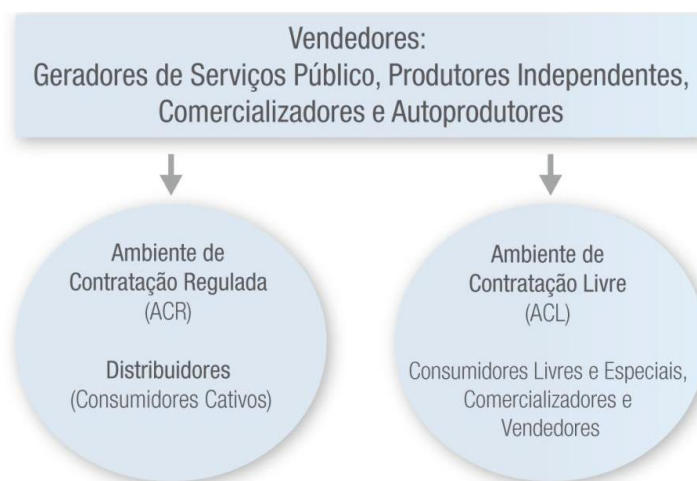 Vendedores:
Geradores de Serviços Público, Produtores Independentes,
Comercializadores e Autoprodutores
Ambiente de
Contratação Regulada
(ACR)
Distribuidores
(Consumidores Cativos)
Ambiente de
Contratação Livre
(ACL)
Consumidores Livres e Especiais,
Comercializadores e
Vendedores